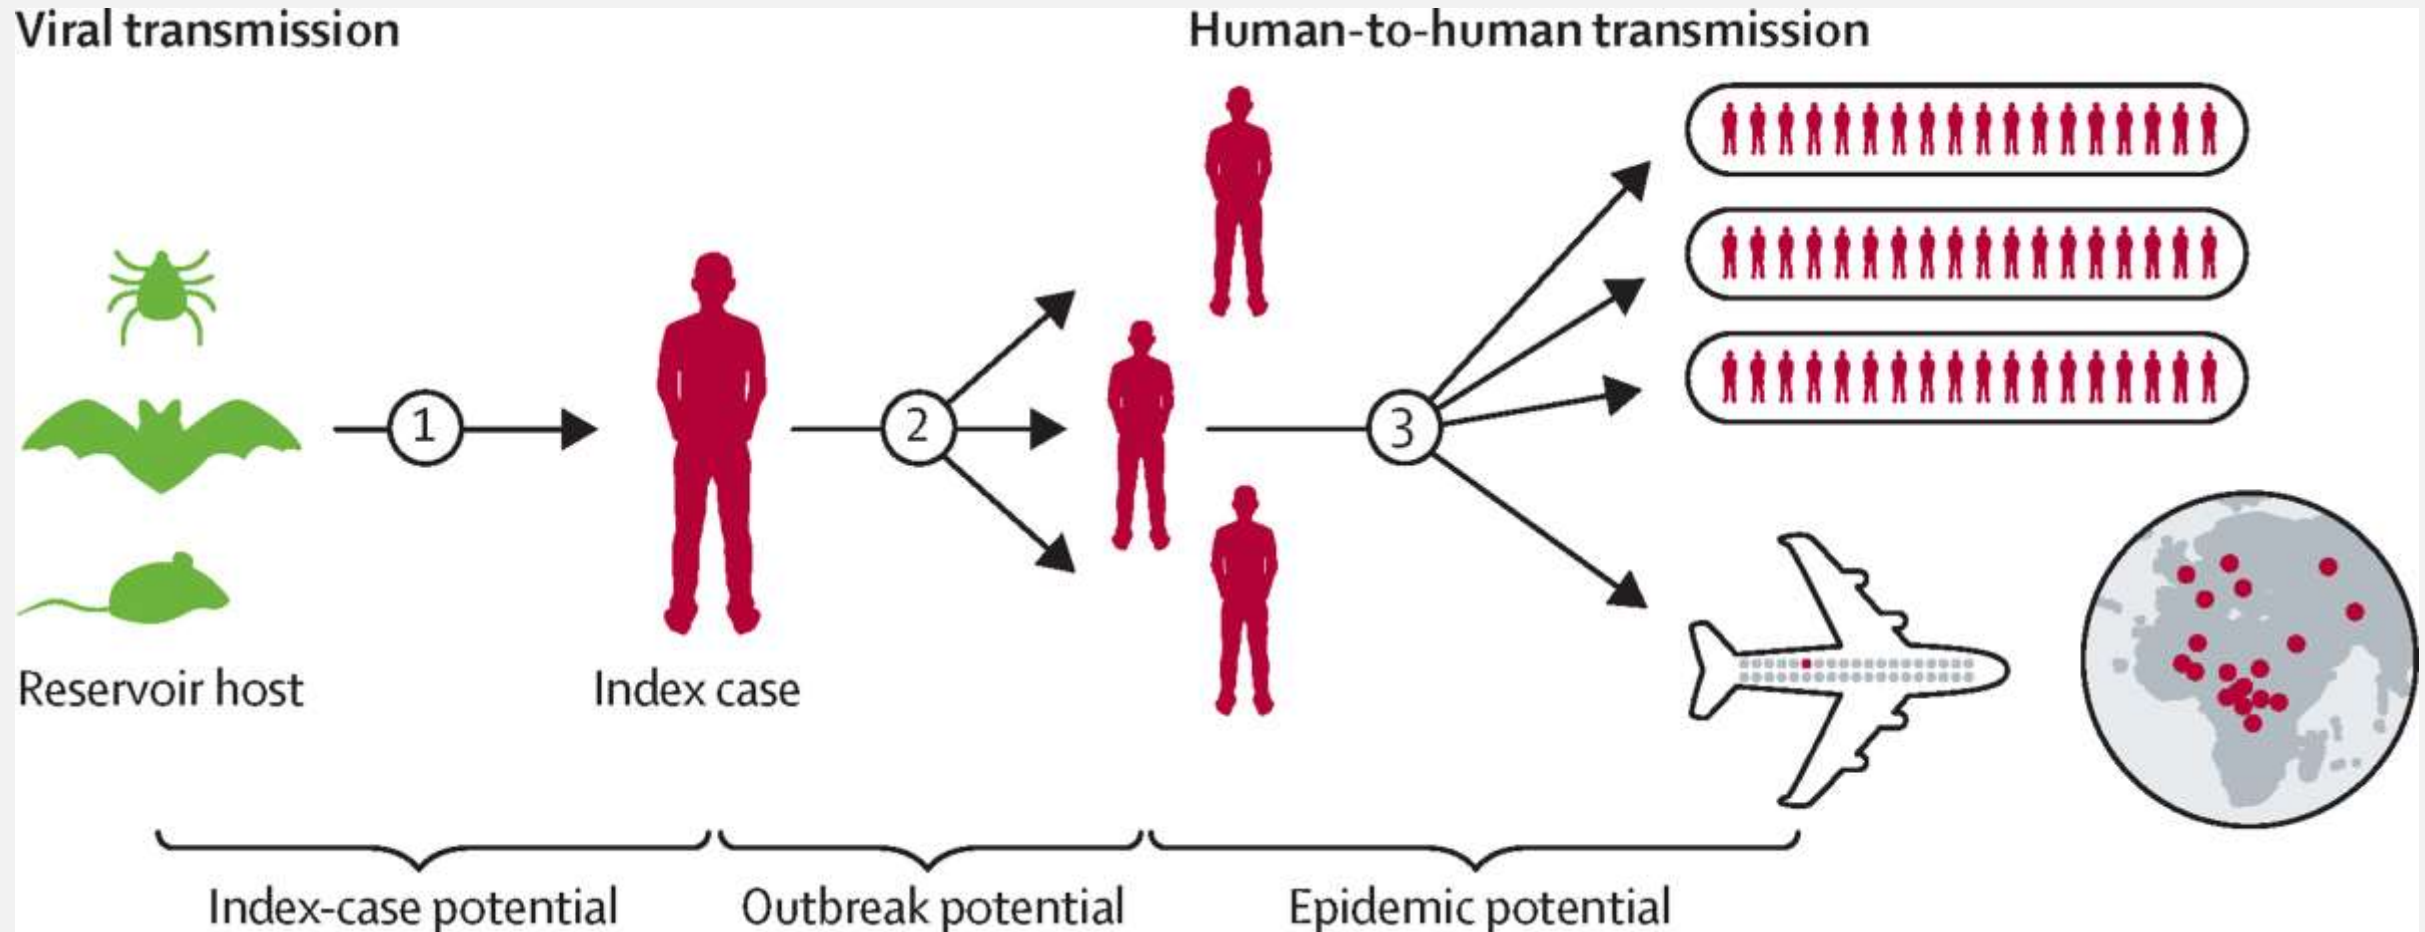 Viral transmission
Human-to-human transmission
1
2
3
Reservoir host
Index case
Index-case potential
Outbreak potential
Epidemic potential